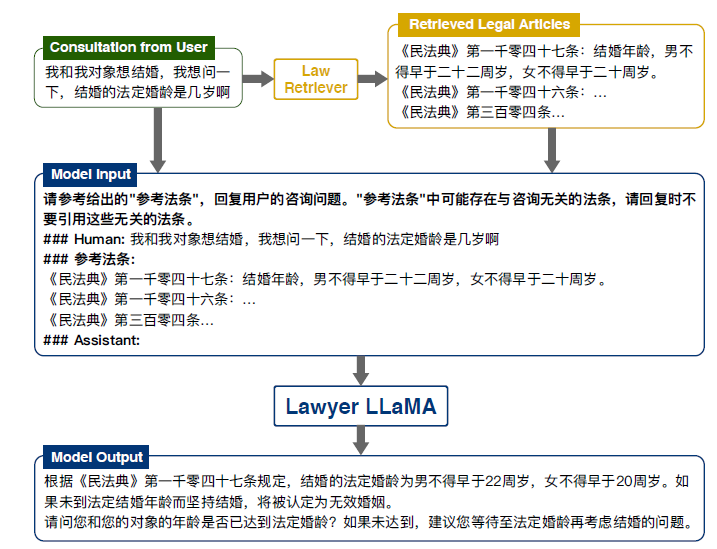 Consultation from User
我和我对象想结婚，我想问一
下，结婚的法定婚龄是几岁啊
Law
Retriever
Retrieved Legal Articles
《民法典》第一千零四十七条：结婚年龄，男不
得早于二十二周岁，女不得早于二十周岁。
《民法典》第一千零四十六条：…
《民法典》第三百零四条…
Model Input
请参考给出的"参考法条"，回复用户的咨询问题。"参考法条"中可能存在与咨询无关的法条，请回复时不
要引用这些无关的法条。
### Human: 我和我对象想结婚，我想问一下，结婚的法定婚龄是几岁啊
### 参考法条:
《民法典》第一千零四十七条：结婚年龄，男不得早于二十二周岁，女不得早于二十周岁。
《民法典》第一千零四十六条：…
《民法典》第三百零四条…
### Assistant:
Lawyer LLaMA
Model Output
根据《民法典》第一千零四十七条规定，结婚的法定婚龄为男不得早于22周岁，女不得早于20周岁。如
果未到法定结婚年龄而坚持结婚，将被认定为无效婚姻。
请问您和您的对象的年龄是否已达到法定婚龄？如果未达到，建议您等待至法定婚龄再考虑结婚的问题。